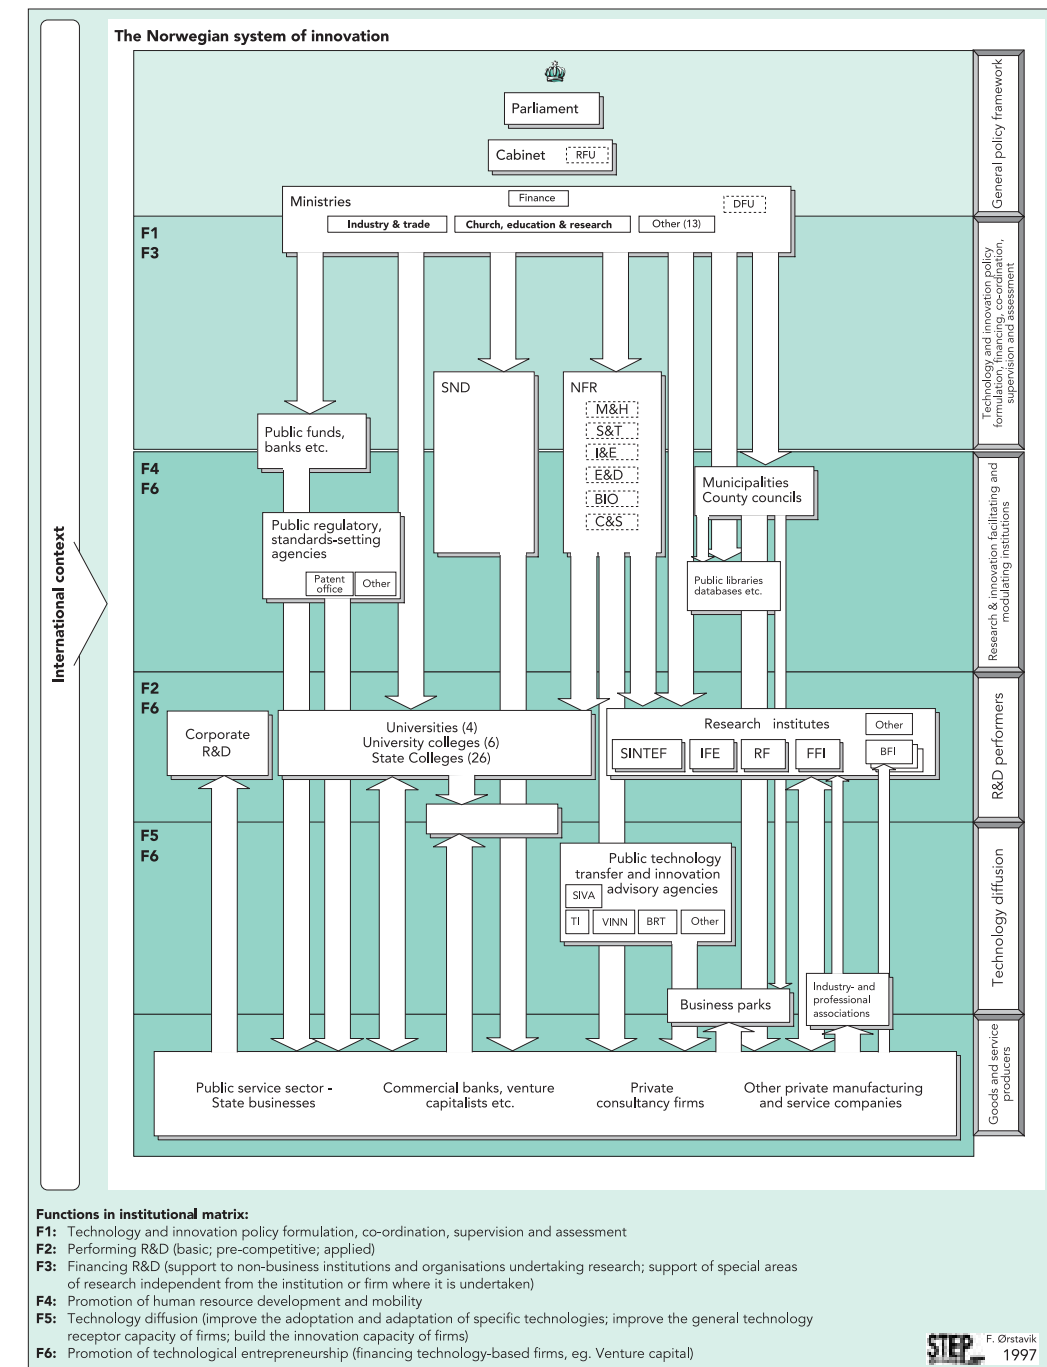 The Norwegian system of innovation
International context
Parliament
Cabinet
RFU
General policy framework
Ministries
Finance
DFU
Industry & trade
Church, education & research
Other (13)
F1
F3
Technology and innovation policy
formulation, financing, co-ordination,
supervision and assessment
SND
NFR
M&H
S&T
I&E
E&D
BIO
C&S
Public funds,
banks etc.
F4
F6
Municipalities
County councils
Public regulatory,
standards-setting
agencies
Patent
office
Other
Public libraries
databases etc.
Research & innovation facilitating and
modulating institutions
F2
F6
Corporate
R&D
Universities (4)
University colleges (6)
State Colleges (26)
Research institutes
Other
SINTEF
IFE
RF
FFI
BFI
R&D performers
F5
F6
Public technology
transfer and innovation
advisory agencies
SIVA
TI
VINN
BRT
Other
Business parks
Industry- and
professional
associations
Technology diffusion
Public service sector -
State businesses
Commercial banks, venture
capitalists etc.
Private
consultancy firms
Other private manufacturing
and service companies
Goods and service
producers
Functions in institutional matrix:
F1: Technology and innovation policy formulation, co-ordination, supervision and assessment
F2: Performing R&D (basic; pre-competitive; applied)
F3: Financing R&D (support to non-business institutions and organisations undertaking research; support of special areas
of research independent from the institution or firm where it is undertaken)
F4: Promotion of human resource development and mobility
F5: Technology diffusion (improve the adoption and adaptation of specific technologies; improve the general technology
receptor capacity of firms; build the innovation capacity of firms)
F6: Promotion of technological entrepreneurship (financing technology-based firms, eg. Venture capital)
STEP
F. Ørstavik
1997